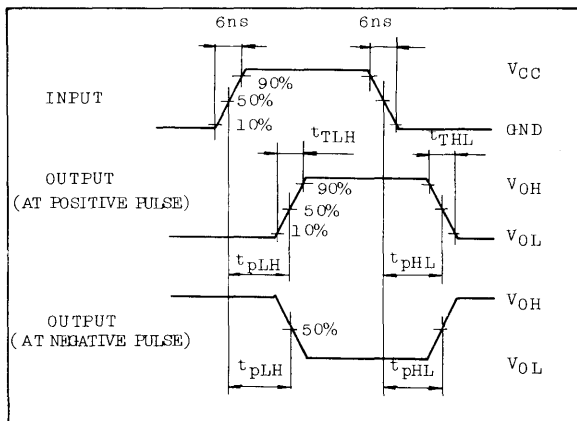 6ns 6ns
INPUT
90%
50%
10%
VCC
GND
tTLH tTHL
OUTPUT
(AT POSITIVE PULSE)
90%
50%
10%
VOH
VOL
tpLH tpHL
OUTPUT
(AT NEGATIVE PULSE)
50%
VOH
VOL
tpLH tpHL